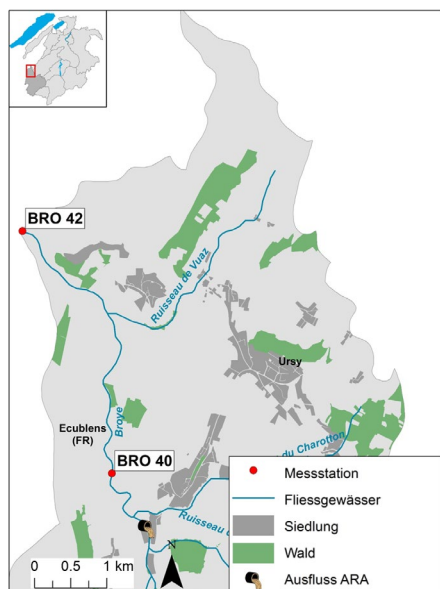 BRO 42
Ruisseau de Vuaz
Ursy
Ecublens
(FR)
Broye
BRO 40
du Charotton
Ruisseau
N
0 0.5 1 km
Messstation
Fliessgewässer
Siedlung
Wald
Ausfluss ARA